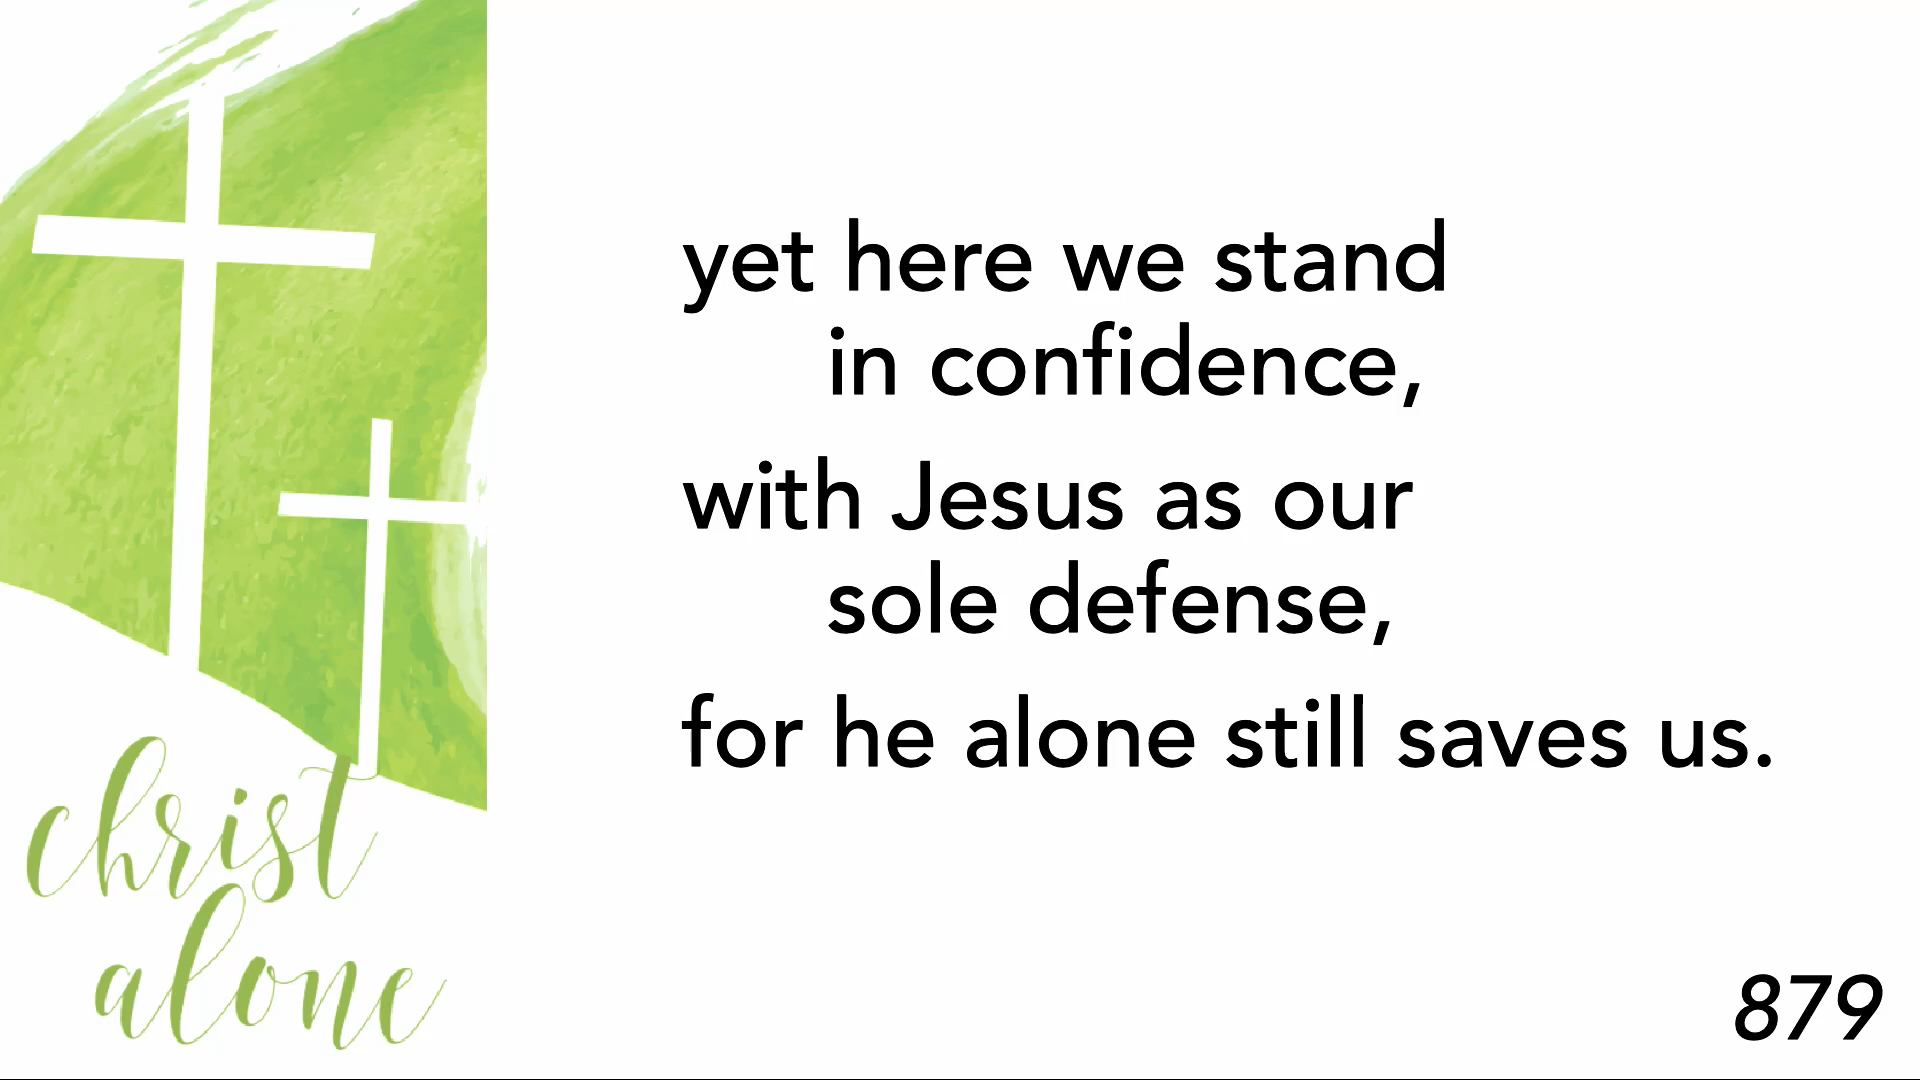 yet here we stand
in confidence,
with Jesus as our
sole defense,
for he alone still saves us.
christ
alone
879